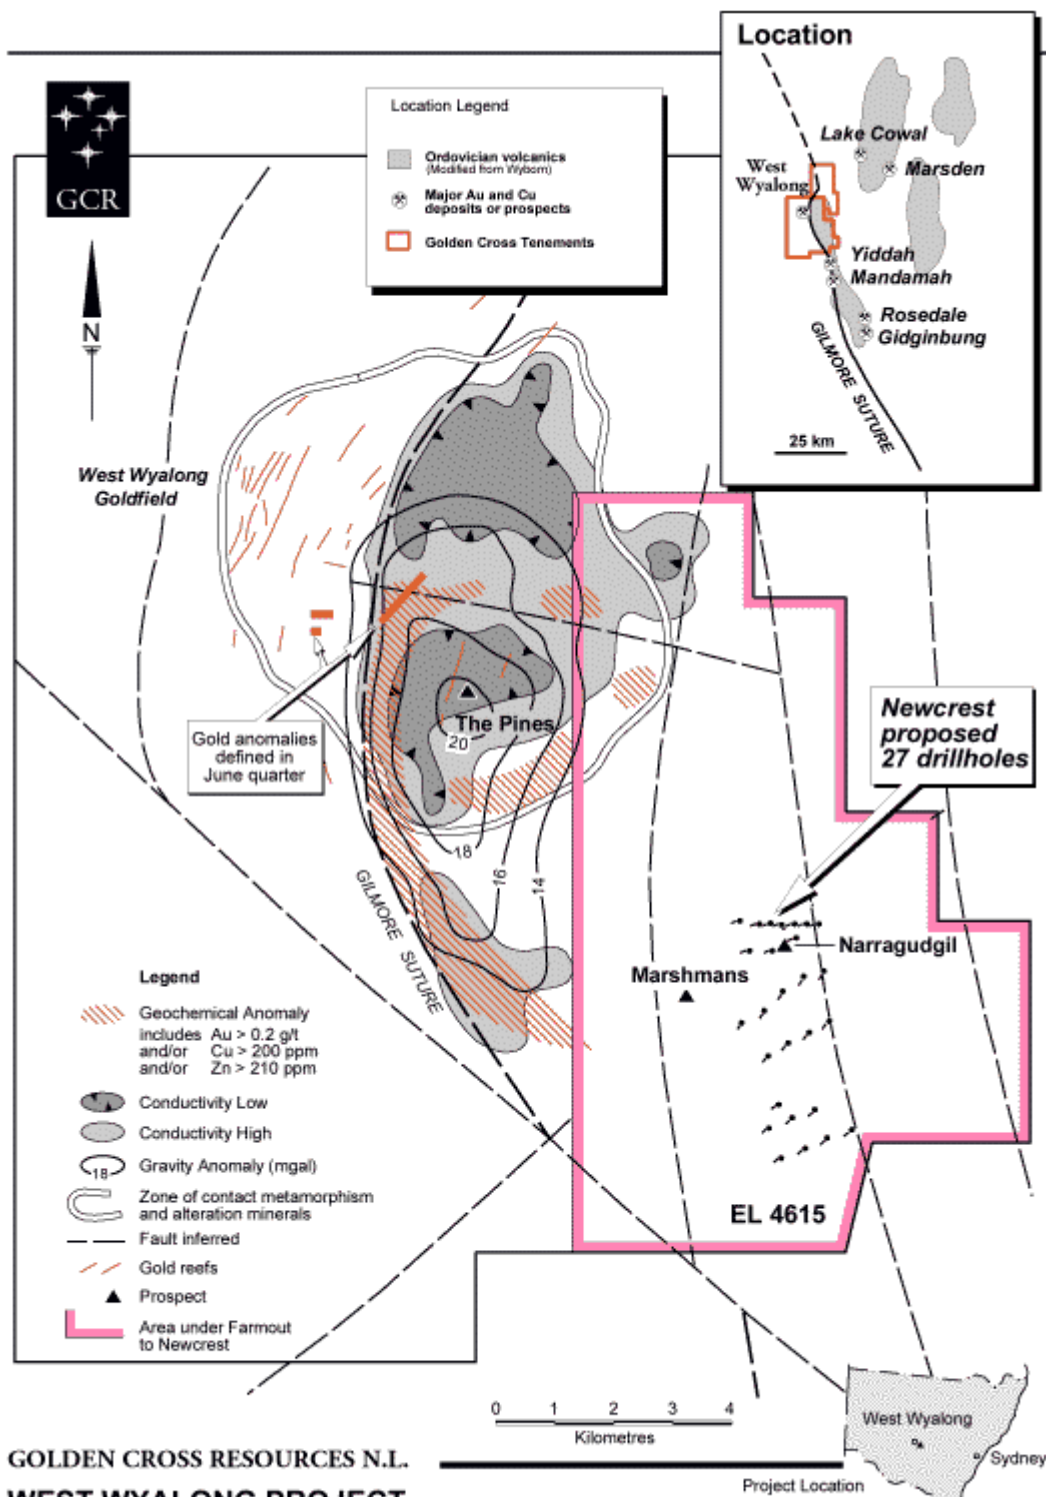 Location
Lake Cowal
Marsden
West
Wyalong
Yiddah
Mandamah
Rosedale
Gidginbung
GILMORE SUTURE
25 km
GCR
N
Location Legend
Ordovician volcanics
(Modified from Wyborn)
Major Au and Cu
deposits or prospects
Golden Cross Tenements
West Wyalong
Goldfield
The Pines
20
18
16
14
Gold anomalies
defined in
June quarter
GILMORE SUTURE
Newcrest
proposed
27 drillholes
Narragudgil
Marshmans
EL 4615
Legend
Geochemical Anomaly
includes Au > 0.2 g/t
and/or Cu > 200 ppm
and/or Zn > 210 ppm
Conductivity Low
Conductivity High
18
Gravity Anomaly (mgal)
Zone of contact metamorphism
and alteration minerals
Fault inferred
Gold reefs
Prospect
Area under Farmout
to Newcrest
0 1 2 3 4
Kilometres
West Wyalong
Sydney
Project Location
GOLDEN CROSS RESOURCES N.L.
WEST WYALONG PROJECT